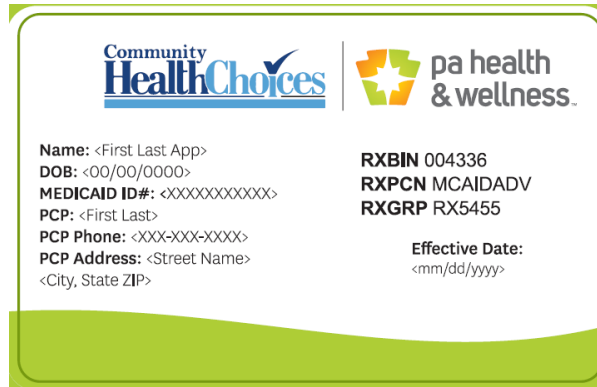 Community
HealthChoices
pa health
& wellness™
Name: <First Last App>
DOB: <00/00/0000>
MEDICAID ID#: <XXXXXXXXXXX>
PCP: <First Last>
PCP Phone: <XXX-XXX-XXXX>
PCP Address: <Street Name>
<City, State ZIP>
RXBIN 004336
RXPCN MCAIDADV
RXGRP RX5455
Effective Date:
<mm/dd/yyyy>